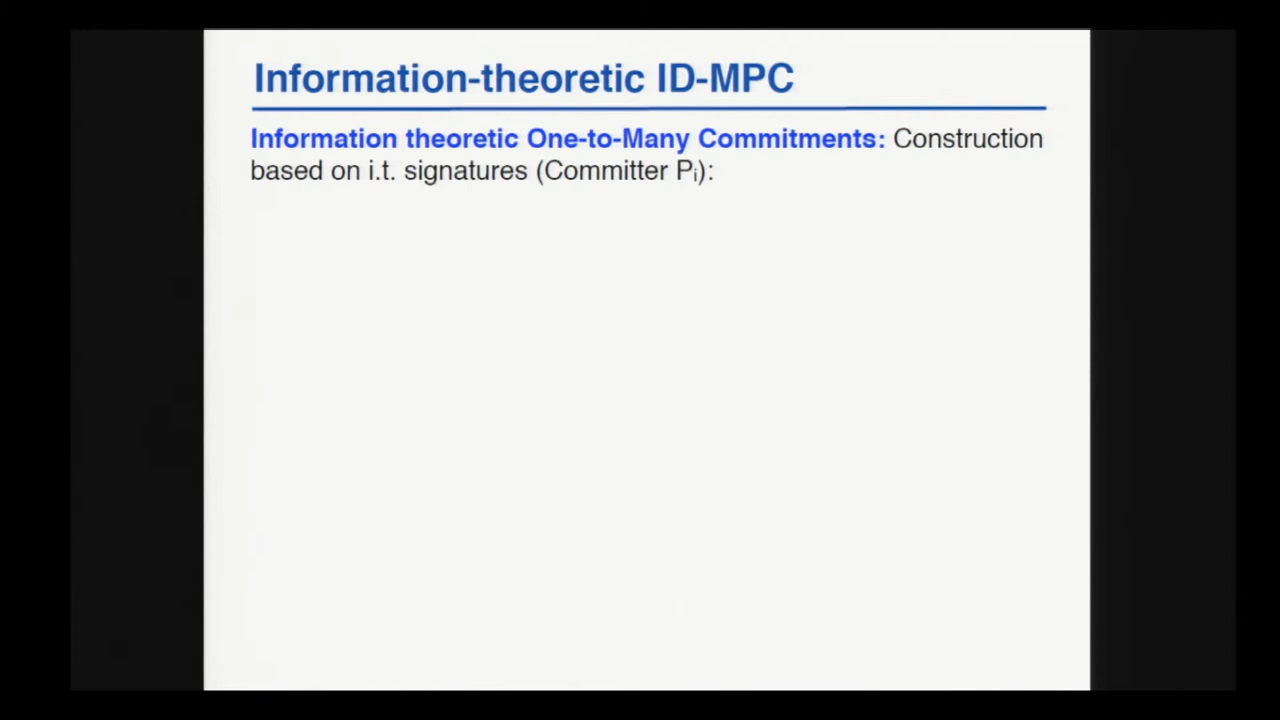 Information-theoretic ID-MPC
Information theoretic One-to-Many Commitments: Construction
based on i.t. signatures (Committer Pᵢ):